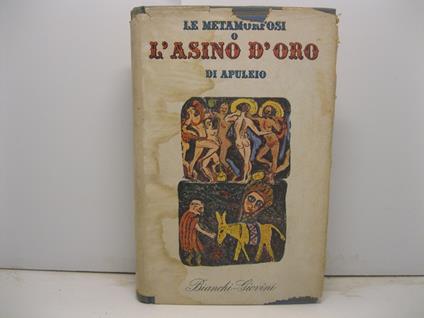 LE METAMORFOSI
O
L'ASINO D'ORO
DI APULEIO
Bianchi-Giovini